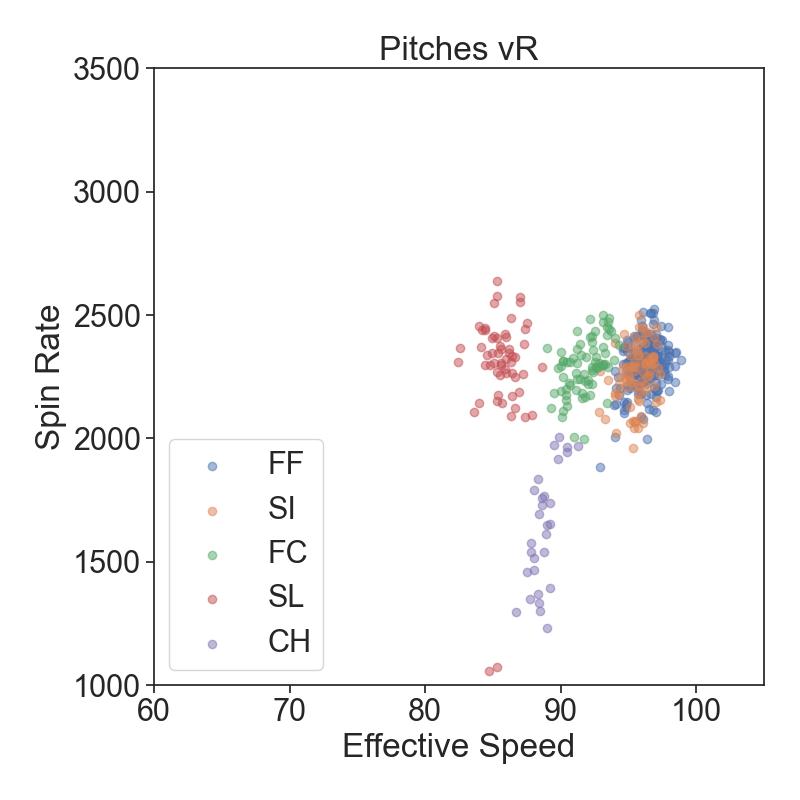 Pitches vR
3500
3000
2500
2000
1500
1000
Spin Rate
FF
SI
FC
SL
CH
60 70 80 90 100
Effective Speed